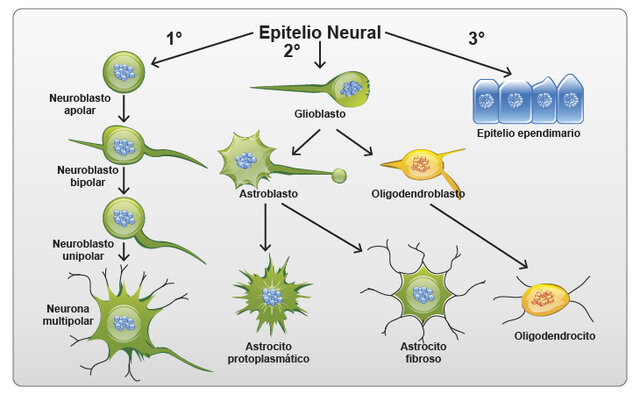 Epitelio Neural
1°
2°
3°
Neuroblasto
apolar
Neuroblasto
bipolar
Neuroblasto
unipolar
Neurona
multipolar
Glioblasto
Astroblasto
Oligodendroblasto
Astrocito
protoplasmático
Astrocito
fibroso
Oligodendrocito
Epitelio ependimario